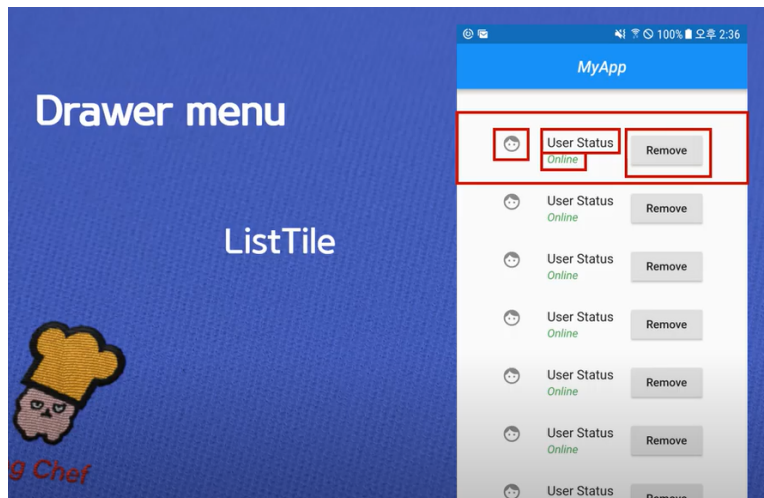 Drawer menu
ListTile
g Chef
100% 오후 2:36
MyApp
User Status
Online
Remove
User Status
Online
Remove
User Status
Online
Remove
User Status
Online
Remove
User Status
Online
Remove
User Status
Online
Remove
User Status
Remove